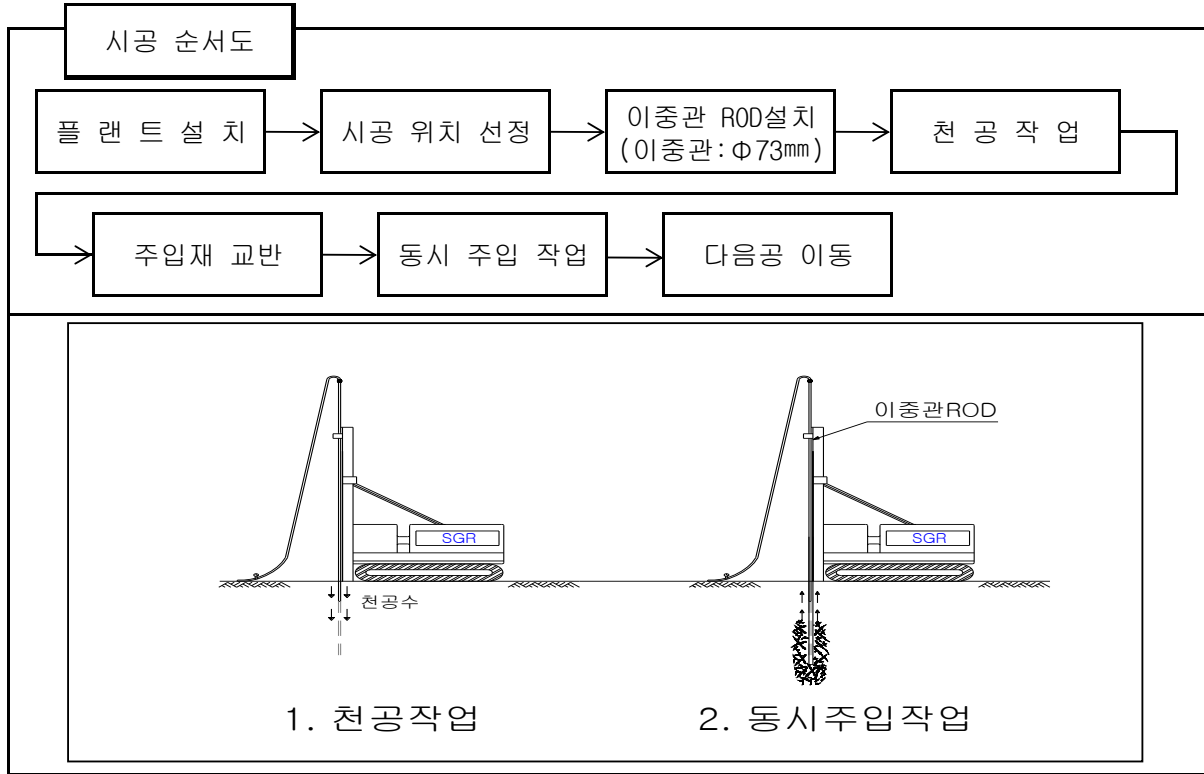 시공 순서도
플 랜 트 설 치
시공 위치 선정
이중관 ROD설치
(이중관:Φ73㎜)
천 공 작 업
주입재 교반
동시 주입 작업
다음공 이동
이중관ROD
SGR
SGR
천공수
1. 천공작업
2. 동시주입작업